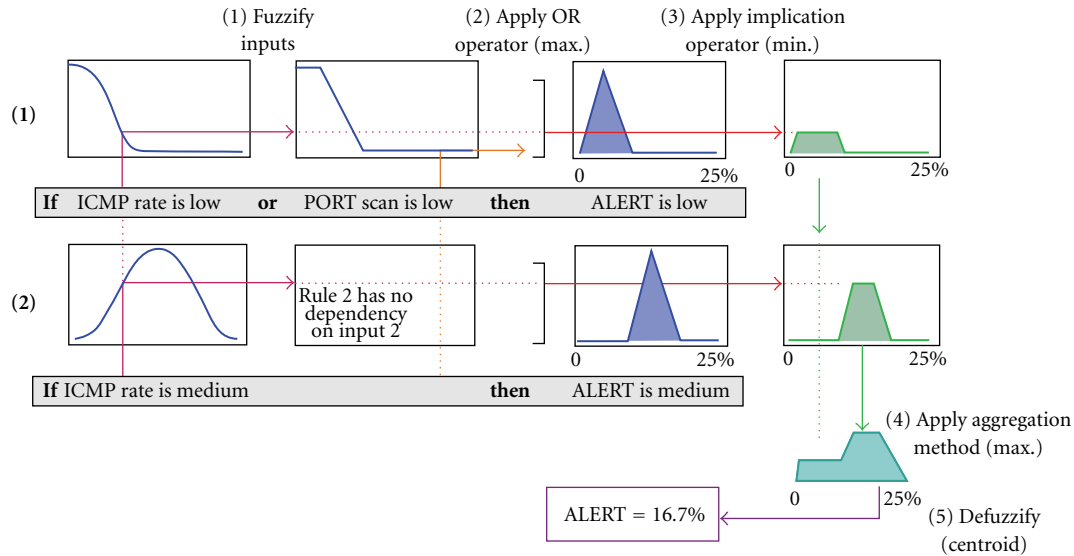 (1) Fuzzify
inputs
(2) Apply OR
operator (max.)
(3) Apply implication
operator (min.)
(1)
0
25%
0
25%
If ICMP rate is low or PORT scan is low then ALERT is low
(2)
Rule 2 has no
dependency
on input 2
0
25%
0
25%
If ICMP rate is medium then ALERT is medium
(4) Apply aggregation
method (max.)
0
25%
ALERT = 16.7%
(5) Defuzzify
(centroid)